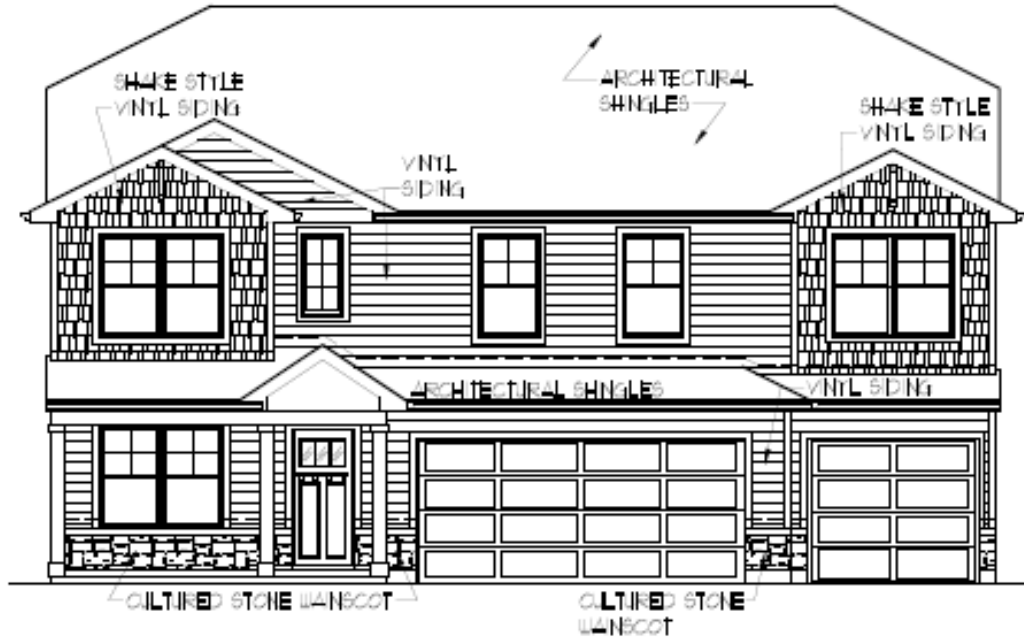 SHAKE STYLE
VINYL SIDING
ARCHITECTURAL
SHINGLES
SHAKE STYLE
VINYL SIDING
VINYL
SIDING
ARCHITECTURAL SHINGLES
VINYL SIDING
CULTURED STONE WAINSCOT
CULTURED STONE
WAINSCOT